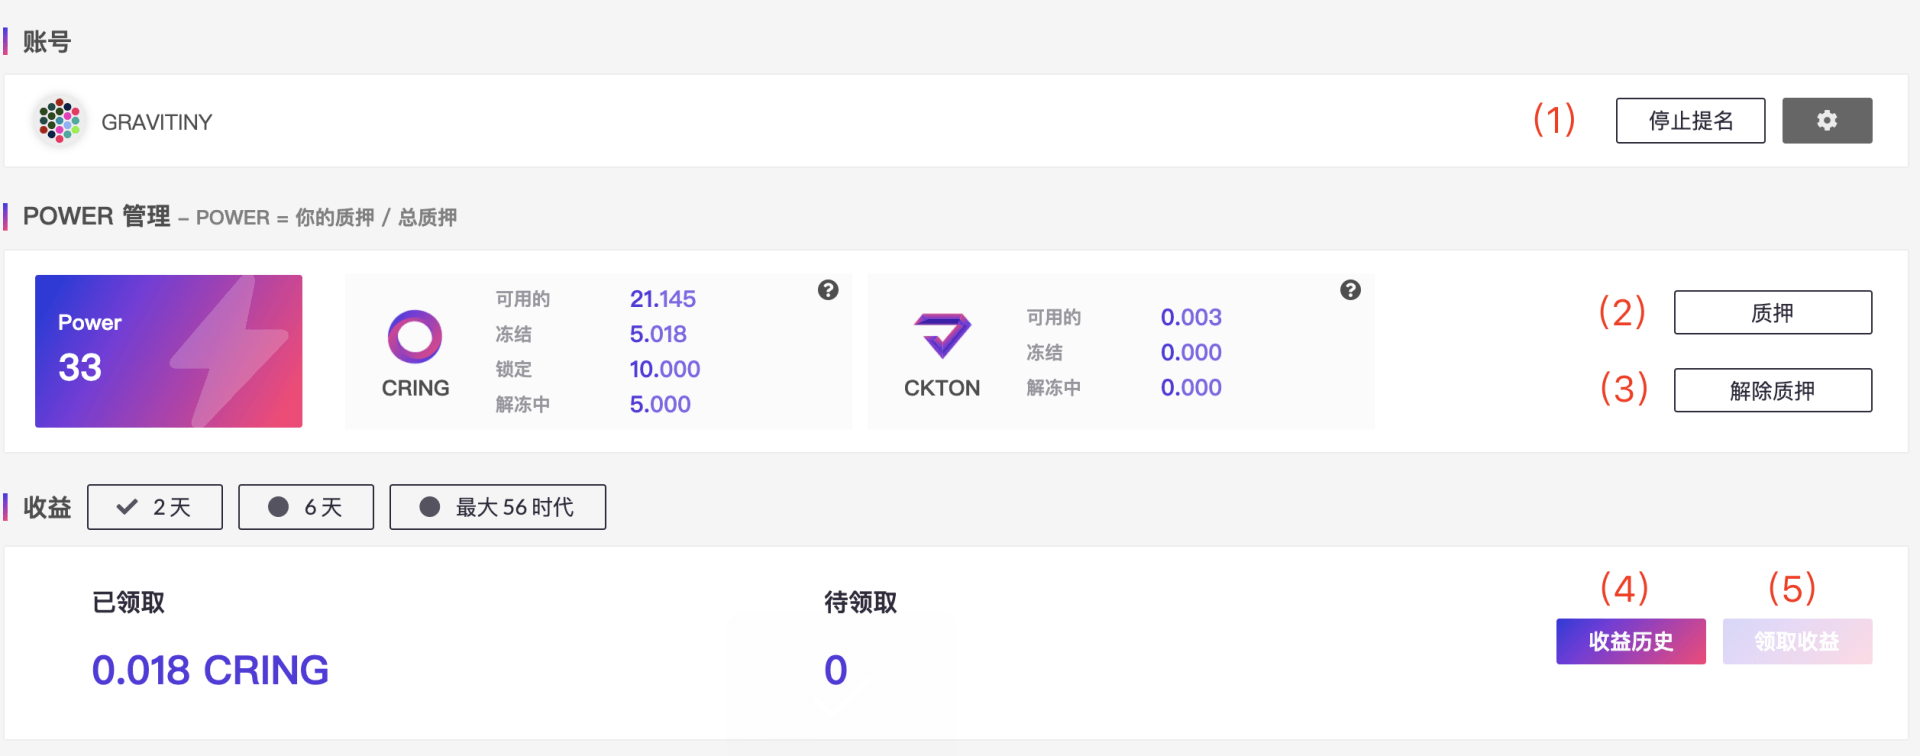 账号
GRAVITINY
(1)
停止提名
POWER 管理 – POWER = 你的质押 / 总质押
Power
33
CRING
可用的 21.145
冻结 5.018
锁定 10.000
解冻中 5.000
?
CKTON
可用的 0.003
冻结 0.000
解冻中 0.000
?
(2) 质押
(3) 解除质押
收益 2 天 6 天 最大 56 时代
已领取
0.018 CRING
待领取
0
(4) (5)
收益历史 领取收益